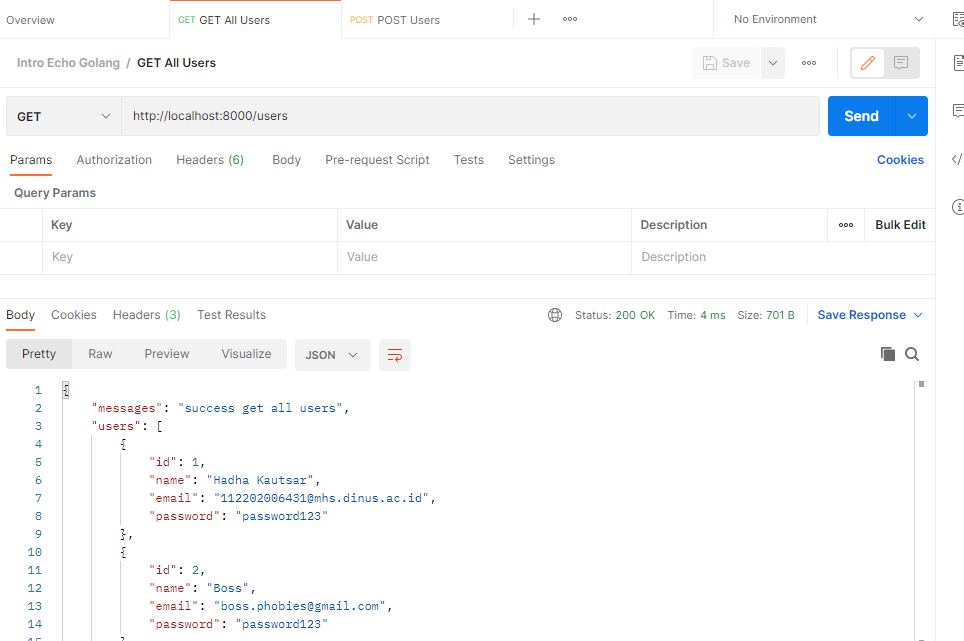 Overview
GET GET All Users
POST POST Users
No Environment
Intro Echo Golang / GET All Users
Save
GET
http://localhost:8000/users
Send
Params Authorization Headers (6) Body Pre-request Script Tests Settings
Cookies
Query Params
Key Value Description Bulk Edit
Key Value Description
Body Cookies Headers (3) Test Results
Status: 200 OK Time: 4 ms Size: 701 B Save Response
Pretty Raw Preview Visualize JSON
1 {
2 "messages": "success get all users",
3 "users": [
4 {
5 "id": 1,
6 "name": "Hadha Kautsar",
7 "email": "112202006431@mhs.dinus.ac.id",
8 "password": "password123"
9 },
10 {
11 "id": 2,
12 "name": "Boss",
13 "email": "boss.phobies@gmail.com",
14 "password": "password123"